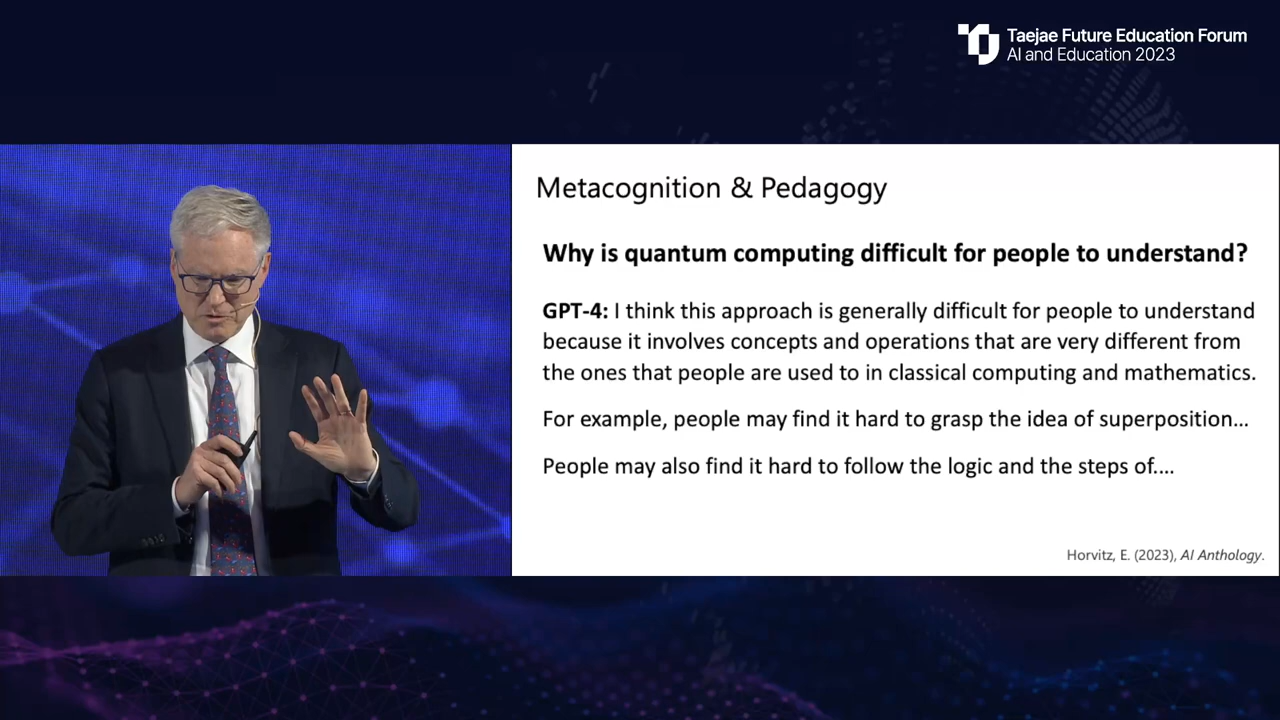 Taejae Future Education Forum
AI and Education 2023
Metacognition & Pedagogy
Why is quantum computing difficult for people to understand?
GPT-4: I think this approach is generally difficult for people to understand
because it involves concepts and operations that are very different from
the ones that people are used to in classical computing and mathematics.
For example, people may find it hard to grasp the idea of superposition...
People may also find it hard to follow the logic and the steps of....
Horvitz, E. (2023), AI Anthology.